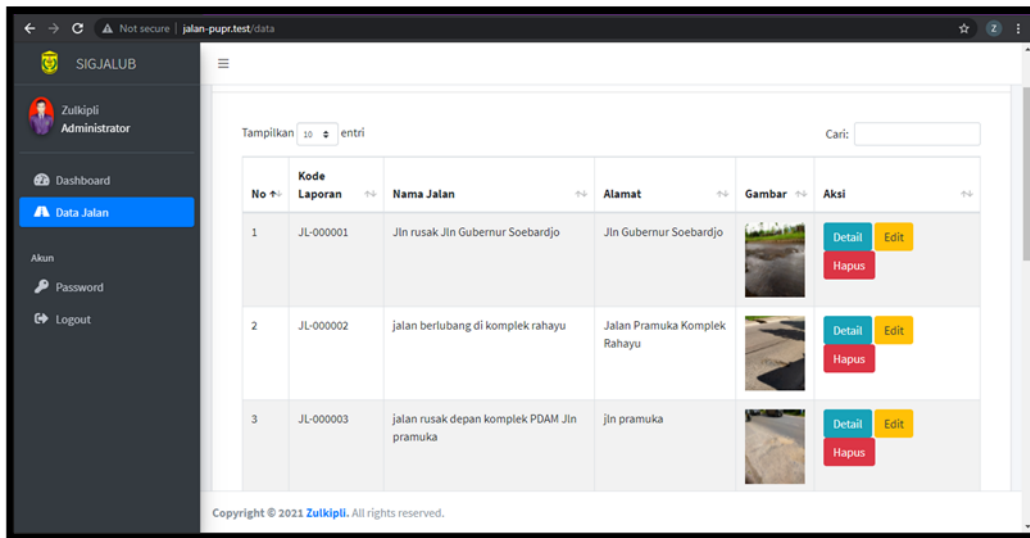 Not secure | jalan-pupr.test/data
Z
SIGJALUB
Zulkipli
Administrator
Dashboard
Data Jalan
Akun
Password
Logout
Tampilkan 10 entri
Cari:
No Kode Laporan Nama Jalan Alamat Gambar Aksi
1 JL-000001 Jln rusak Jln Gubernur Soebardjo Jln Gubernur Soebardjo Detail Edit
Hapus
2 JL-000002 jalan berlubang di komplek rahayu Jalan Pramuka Komplek Detail Edit
Rahayu Hapus
3 JL-000003 jalan rusak depan komplek PDAM Jln jln pramuka Detail Edit
pramuka Hapus
Copyright © 2021 Zulkipli. All rights reserved.